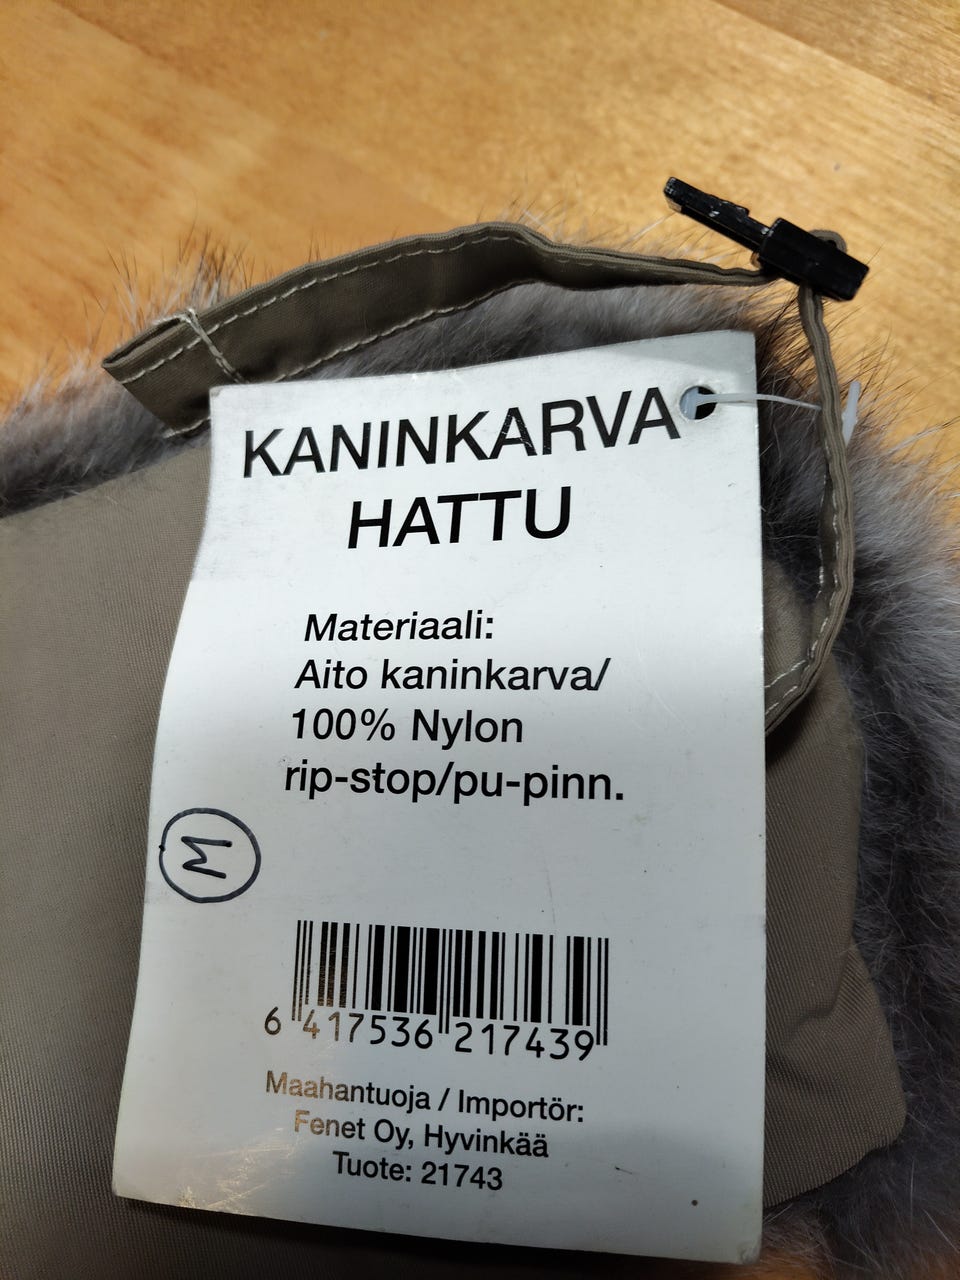 KANINKARVA
HATTU
Materiaali:
Aito kaninkarva/
100% Nylon
rip-stop/pu-pinn.
M
6 417536 217439
Maahantuoja / Importör:
Fenet Oy, Hyvinkää
Tuote: 21743